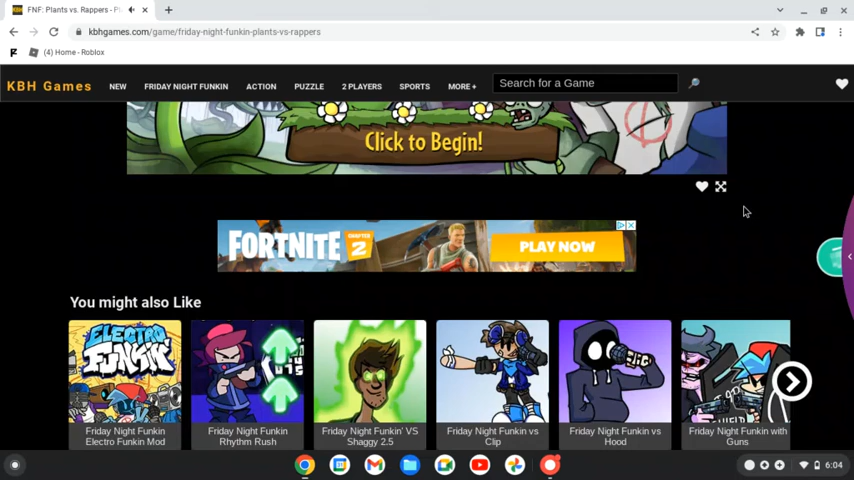 FNF: Plants vs. Rappers - Pl
kbhgames.com/game/friday-night-funkin-plants-vs-rappers
(4) Home - Roblox
KBH Games
NEW
FRIDAY NIGHT FUNKIN
ACTION
PUZZLE
2 PLAYERS
SPORTS
MORE +
Search for a Game
Click to Begin!
FORTNITE
CHAPTER
2
PLAY NOW
You might also Like
ELECTRO
FUNKIN
Friday Night Funkin
Electro Funkin Mod
Friday Night Funkin
Rhythm Rush
Friday Night Funkin' VS
Shaggy 2.5
Friday Night Funkin vs
Clip
Friday Night Funkin vs
Hood
Friday Night Funkin with
Guns
6:04